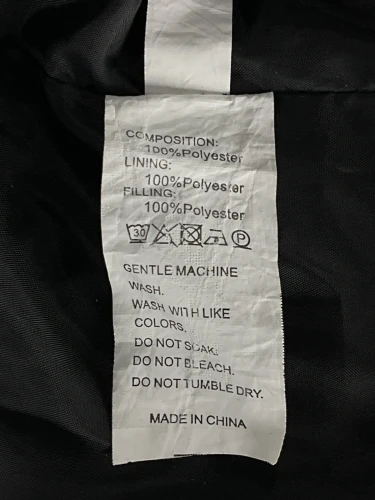 COMPOSITION:
100%Polyester
LINING:
100%Polyester
FILLING:
100%Polyester
30 P
GENTLE MACHINE
WASH.
WASH WITH LIKE
COLORS.
DO NOT SOAK.
DO NOT BLEACH.
DO NOT TUMBLE DRY.
MADE IN CHINA